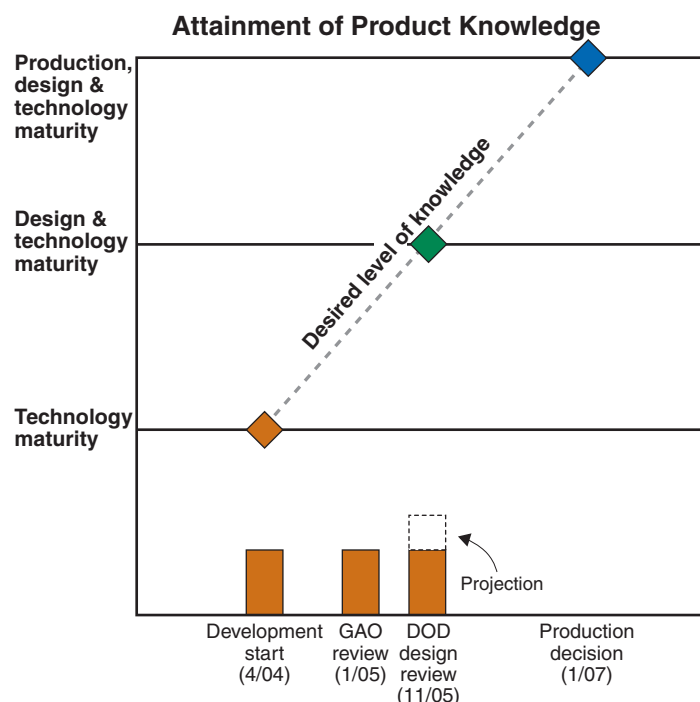 Attainment of Product Knowledge
Production,
design &
technology
maturity
Design &
technology
maturity
Technology
maturity
Desired level of knowledge
Projection
Development
start
(4/04)
GAO
review
(1/05)
DOD
design
review
(11/05)
Production
decision
(1/07)